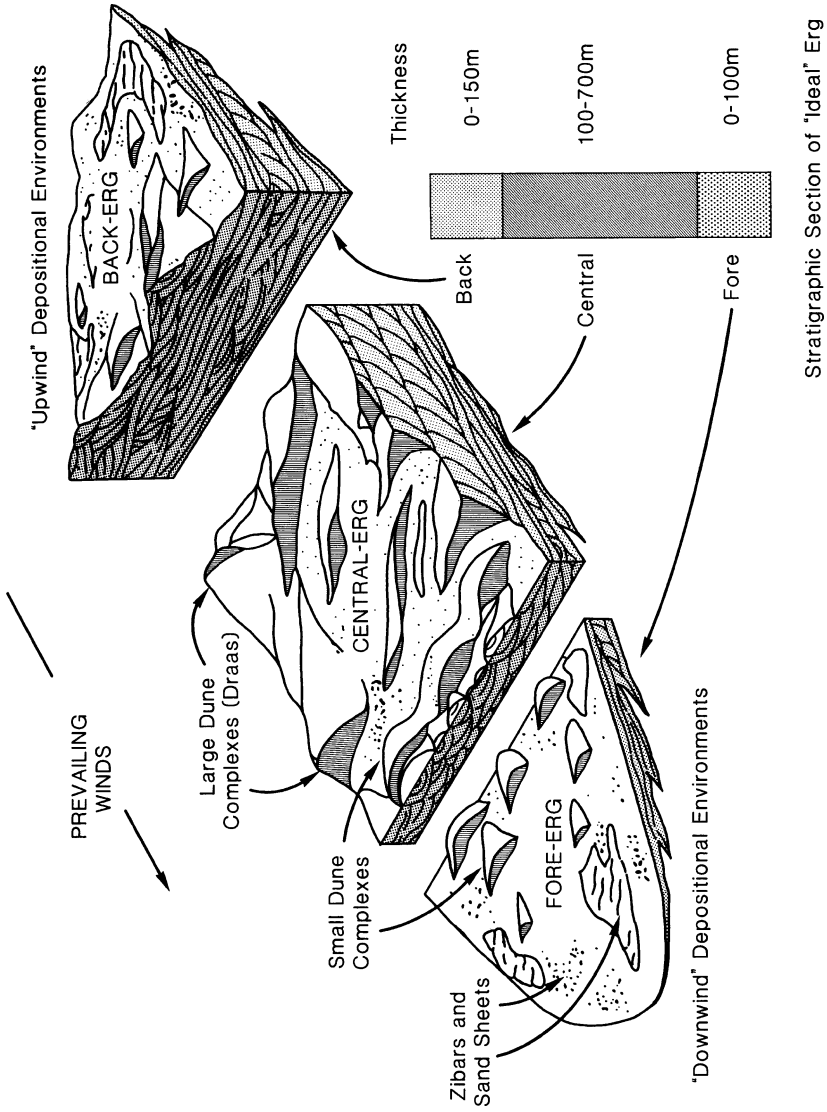 "Upwind" Depositional Environments
BACK-ERG
PREVAILING
WINDS
Large Dune
Complexes (Draas)
CENTRAL-ERG
Small Dune
Complexes
Zibars and
Sand Sheets
FORE-ERG
"Downwind" Depositional Environments
Thickness
Back
0-150m
Central
100-700m
Fore
0-100m
Stratigraphic Section of "Ideal" Erg